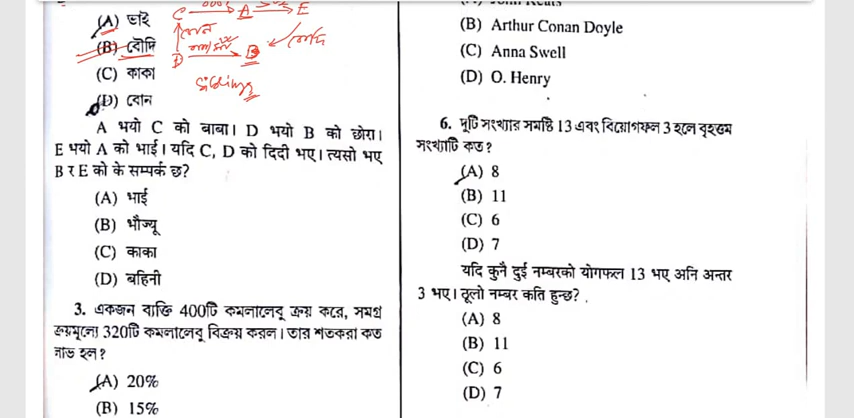 (A) ভাই
(B) বৌদি
(C) কাকা
(D) বোন
A भयो C को बाबा। D भयो B को छोरा।
E भयो A को भाई। यदि C, D को दिदी भए। त्यसो भए
B र E को के सम्पर्क छ?
(A) भाई
(B) भौज्यू
(C) काका
(D) बहिनी
3. একজন ব্যক্তি 400টি কমলালেবু ক্রয় করে, সমগ্র
ক্রয়মূল্যে 320টি কমলালেবু বিক্রয় করল। তার শতকরা কত
লাভ হল?
(A) 20%
(B) 15%
C A E
D B
Siblings
(B) Arthur Conan Doyle
(C) Anna Swell
(D) O. Henry
6. দুটি সংখ্যার সমষ্টি 13 এবং বিয়োগফল 3 হলে বৃহত্তম
সংখ্যাটি কত?
(A) 8
(B) 11
(C) 6
(D) 7
यदि कुनै दुई नम्बरको योगफल 13 भए अनि अन्तर
3 भए। ठूलो नम्बर कति हुन्छ?
(A) 8
(B) 11
(C) 6
(D) 7